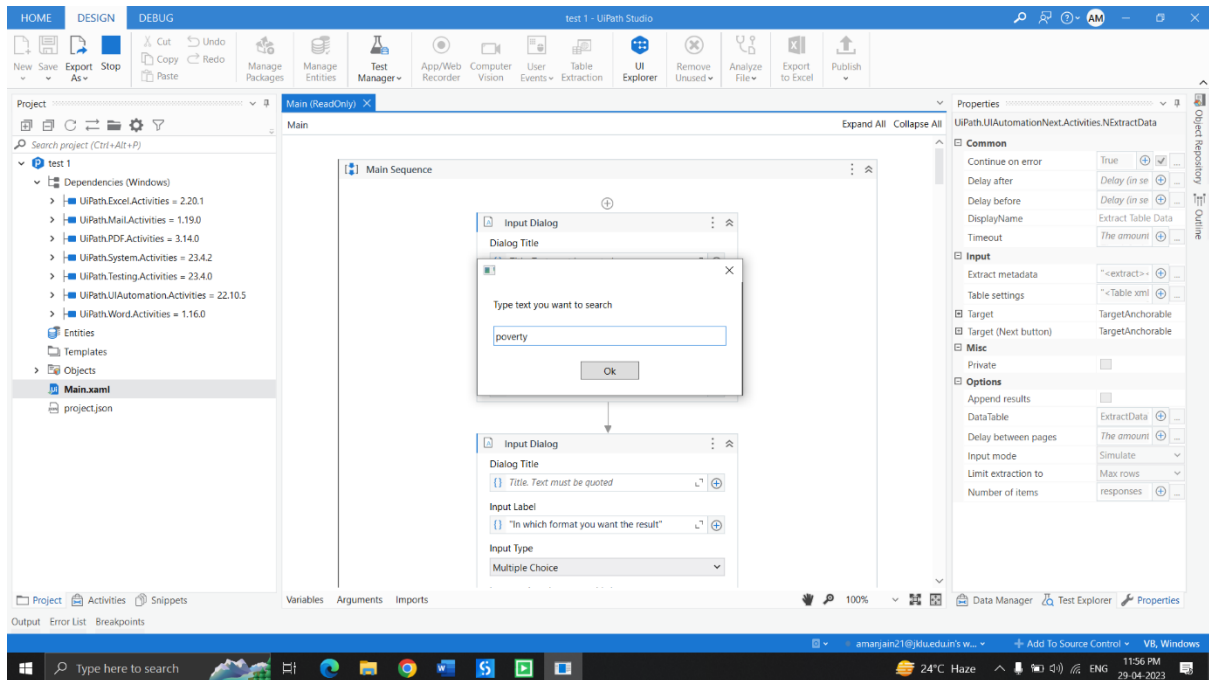 HOME DESIGN DEBUG test 1 - UiPath Studio AM
New Save Export As Stop Cut Copy Paste Undo Redo Manage Packages Manage Entities Test Manager App/Web Recorder Computer Vision User Events Table Extraction UI Explorer Remove Unused Analyze File Export to Excel Publish
Project
Search project (Ctrl+Alt+P)
test 1
Dependencies (Windows)
UiPath.Excel.Activities = 2.20.1
UiPath.Mail.Activities = 1.19.0
UiPath.PDF.Activities = 3.14.0
UiPath.System.Activities = 23.4.2
UiPath.Testing.Activities = 23.4.0
UiPath.UIAutomation.Activities = 22.10.5
UiPath.Word.Activities = 1.16.0
Entities
Templates
Objects
Main.xaml
project.json
Project Activities Snippets
Main (ReadOnly)
Main Expand All Collapse All
Main Sequence
Input Dialog
Dialog Title
Type text you want to search
poverty
Ok
Input Dialog
Dialog Title
Title. Text must be quoted
Input Label
"In which format you want the result"
Input Type
Multiple Choice
Variables Arguments Imports 100%
Properties
UiPath.UIAutomationNext.Activities.NExtractData
Common
Continue on error True
Delay after Delay (in se
Delay before Delay (in se
DisplayName Extract Table Data
Timeout The amount
Input
Extract metadata "<extract>
Table settings "<Table xml
Target TargetAnchorable
Target (Next button) TargetAnchorable
Misc
Private
Options
Append results
DataTable ExtractData
Delay between pages The amount
Input mode Simulate
Limit extraction to Max rows
Number of items responses
Data Manager Test Explorer Properties
Object Repository
Outline
Output Error List Breakpoints
amanjain21@jklu.edu.in's w... Add To Source Control VB, Windows
Type here to search 24°C Haze ENG 11:56 PM
29-04-2023